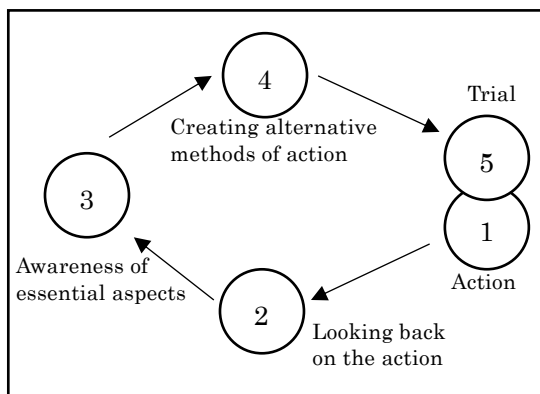 4
Creating alternative
methods of action
Trial
5
1
Action
3
Awareness of
essential aspects
2
Looking back
on the action